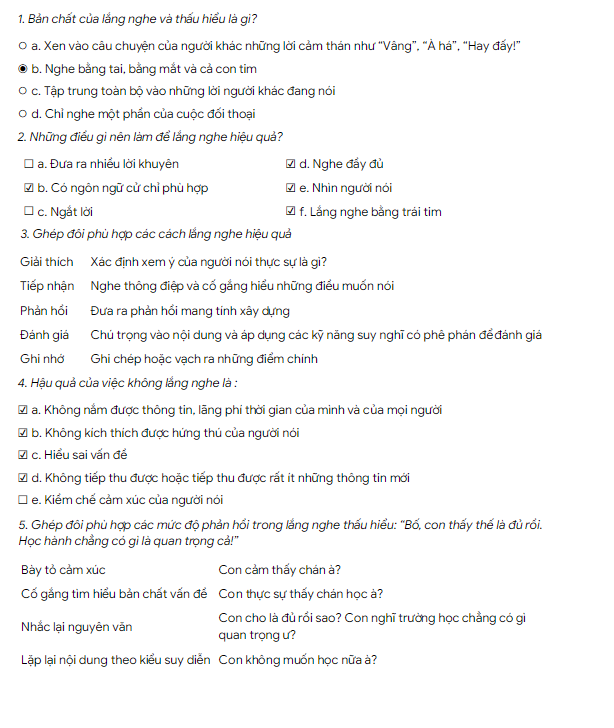 1. Bản chất của lắng nghe và thấu hiểu là gì?
○ a. Xen vào câu chuyện của người khác những lời cảm thán như “Vâng”, “À há”, “Hay đấy!”
◉ b. Nghe bằng tai, bằng mắt và cả con tim
○ c. Tập trung toàn bộ vào những lời người khác đang nói
○ d. Chỉ nghe một phần của cuộc đối thoại
2. Những điều gì nên làm để lắng nghe hiệu quả?
☐ a. Đưa ra nhiều lời khuyên ☑ d. Nghe đầy đủ
☑ b. Có ngôn ngữ cử chỉ phù hợp ☑ e. Nhìn người nói
☐ c. Ngắt lời ☑ f. Lắng nghe bằng trái tim
3. Ghép đôi phù hợp các cách lắng nghe hiệu quả
Giải thích Xác định xem ý của người nói thực sự là gì?
Tiếp nhận Nghe thông điệp và cố gắng hiểu những điều muốn nói
Phản hồi Đưa ra phản hồi mang tính xây dựng
Đánh giá Chú trọng vào nội dung và áp dụng các kỹ năng suy nghĩ có phê phán để đánh giá
Ghi nhớ Ghi chép hoặc vạch ra những điểm chính
4. Hậu quả của việc không lắng nghe là :
☑ a. Không nắm được thông tin, lãng phí thời gian của mình và của mọi người
☑ b. Không kích thích được hứng thú của người nói
☑ c. Hiểu sai vấn đề
☑ d. Không tiếp thu được hoặc tiếp thu được rất ít những thông tin mới
☐ e. Kiềm chế cảm xúc của người nói
5. Ghép đôi phù hợp các mức độ phản hồi trong lắng nghe thấu hiểu: “Bố, con thấy thế là đủ rồi.
Học hành chẳng có gì là quan trọng cả!”
Bày tỏ cảm xúc Con cảm thấy chán à?
Cố gắng tìm hiểu bản chất vấn đề Con thực sự thấy chán học à?
Nhắc lại nguyên văn Con cho là đủ rồi sao? Con nghĩ trường học chẳng có gì
quan trọng ư?
Lặp lại nội dung theo kiểu suy diễn Con không muốn học nữa à?